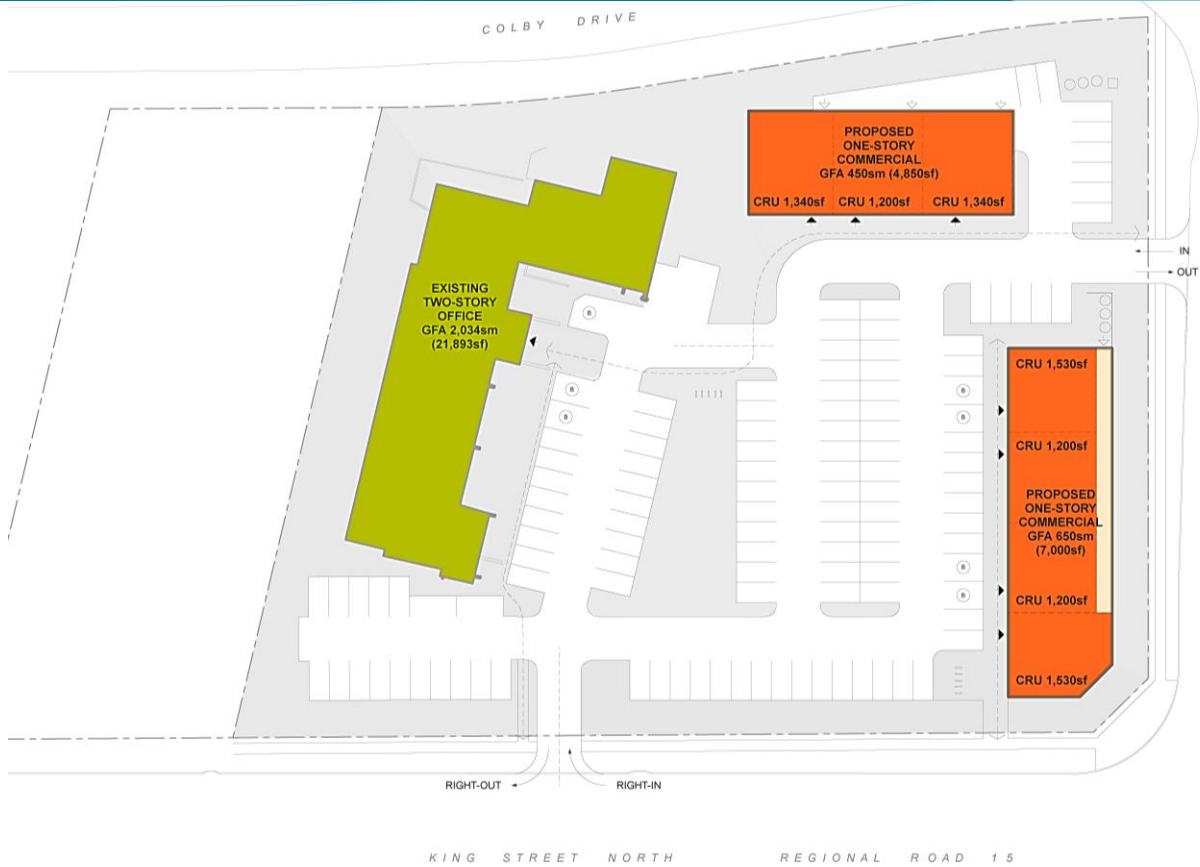 COLBY DRIVE
PROPOSED
ONE-STORY
COMMERCIAL
GFA 450sm (4,850sf)
CRU 1,340sf CRU 1,200sf CRU 1,340sf
IN
OUT
EXISTING
TWO-STORY
OFFICE
GFA 2,034sm
(21,893sf)
B
B
B
B
B
B
B
CRU 1,530sf
CRU 1,200sf
PROPOSED
ONE-STORY
COMMERCIAL
GFA 650sm
(7,000sf)
CRU 1,200sf
CRU 1,530sf
RIGHT-OUT
RIGHT-IN
KING STREET NORTH REGIONAL ROAD 15